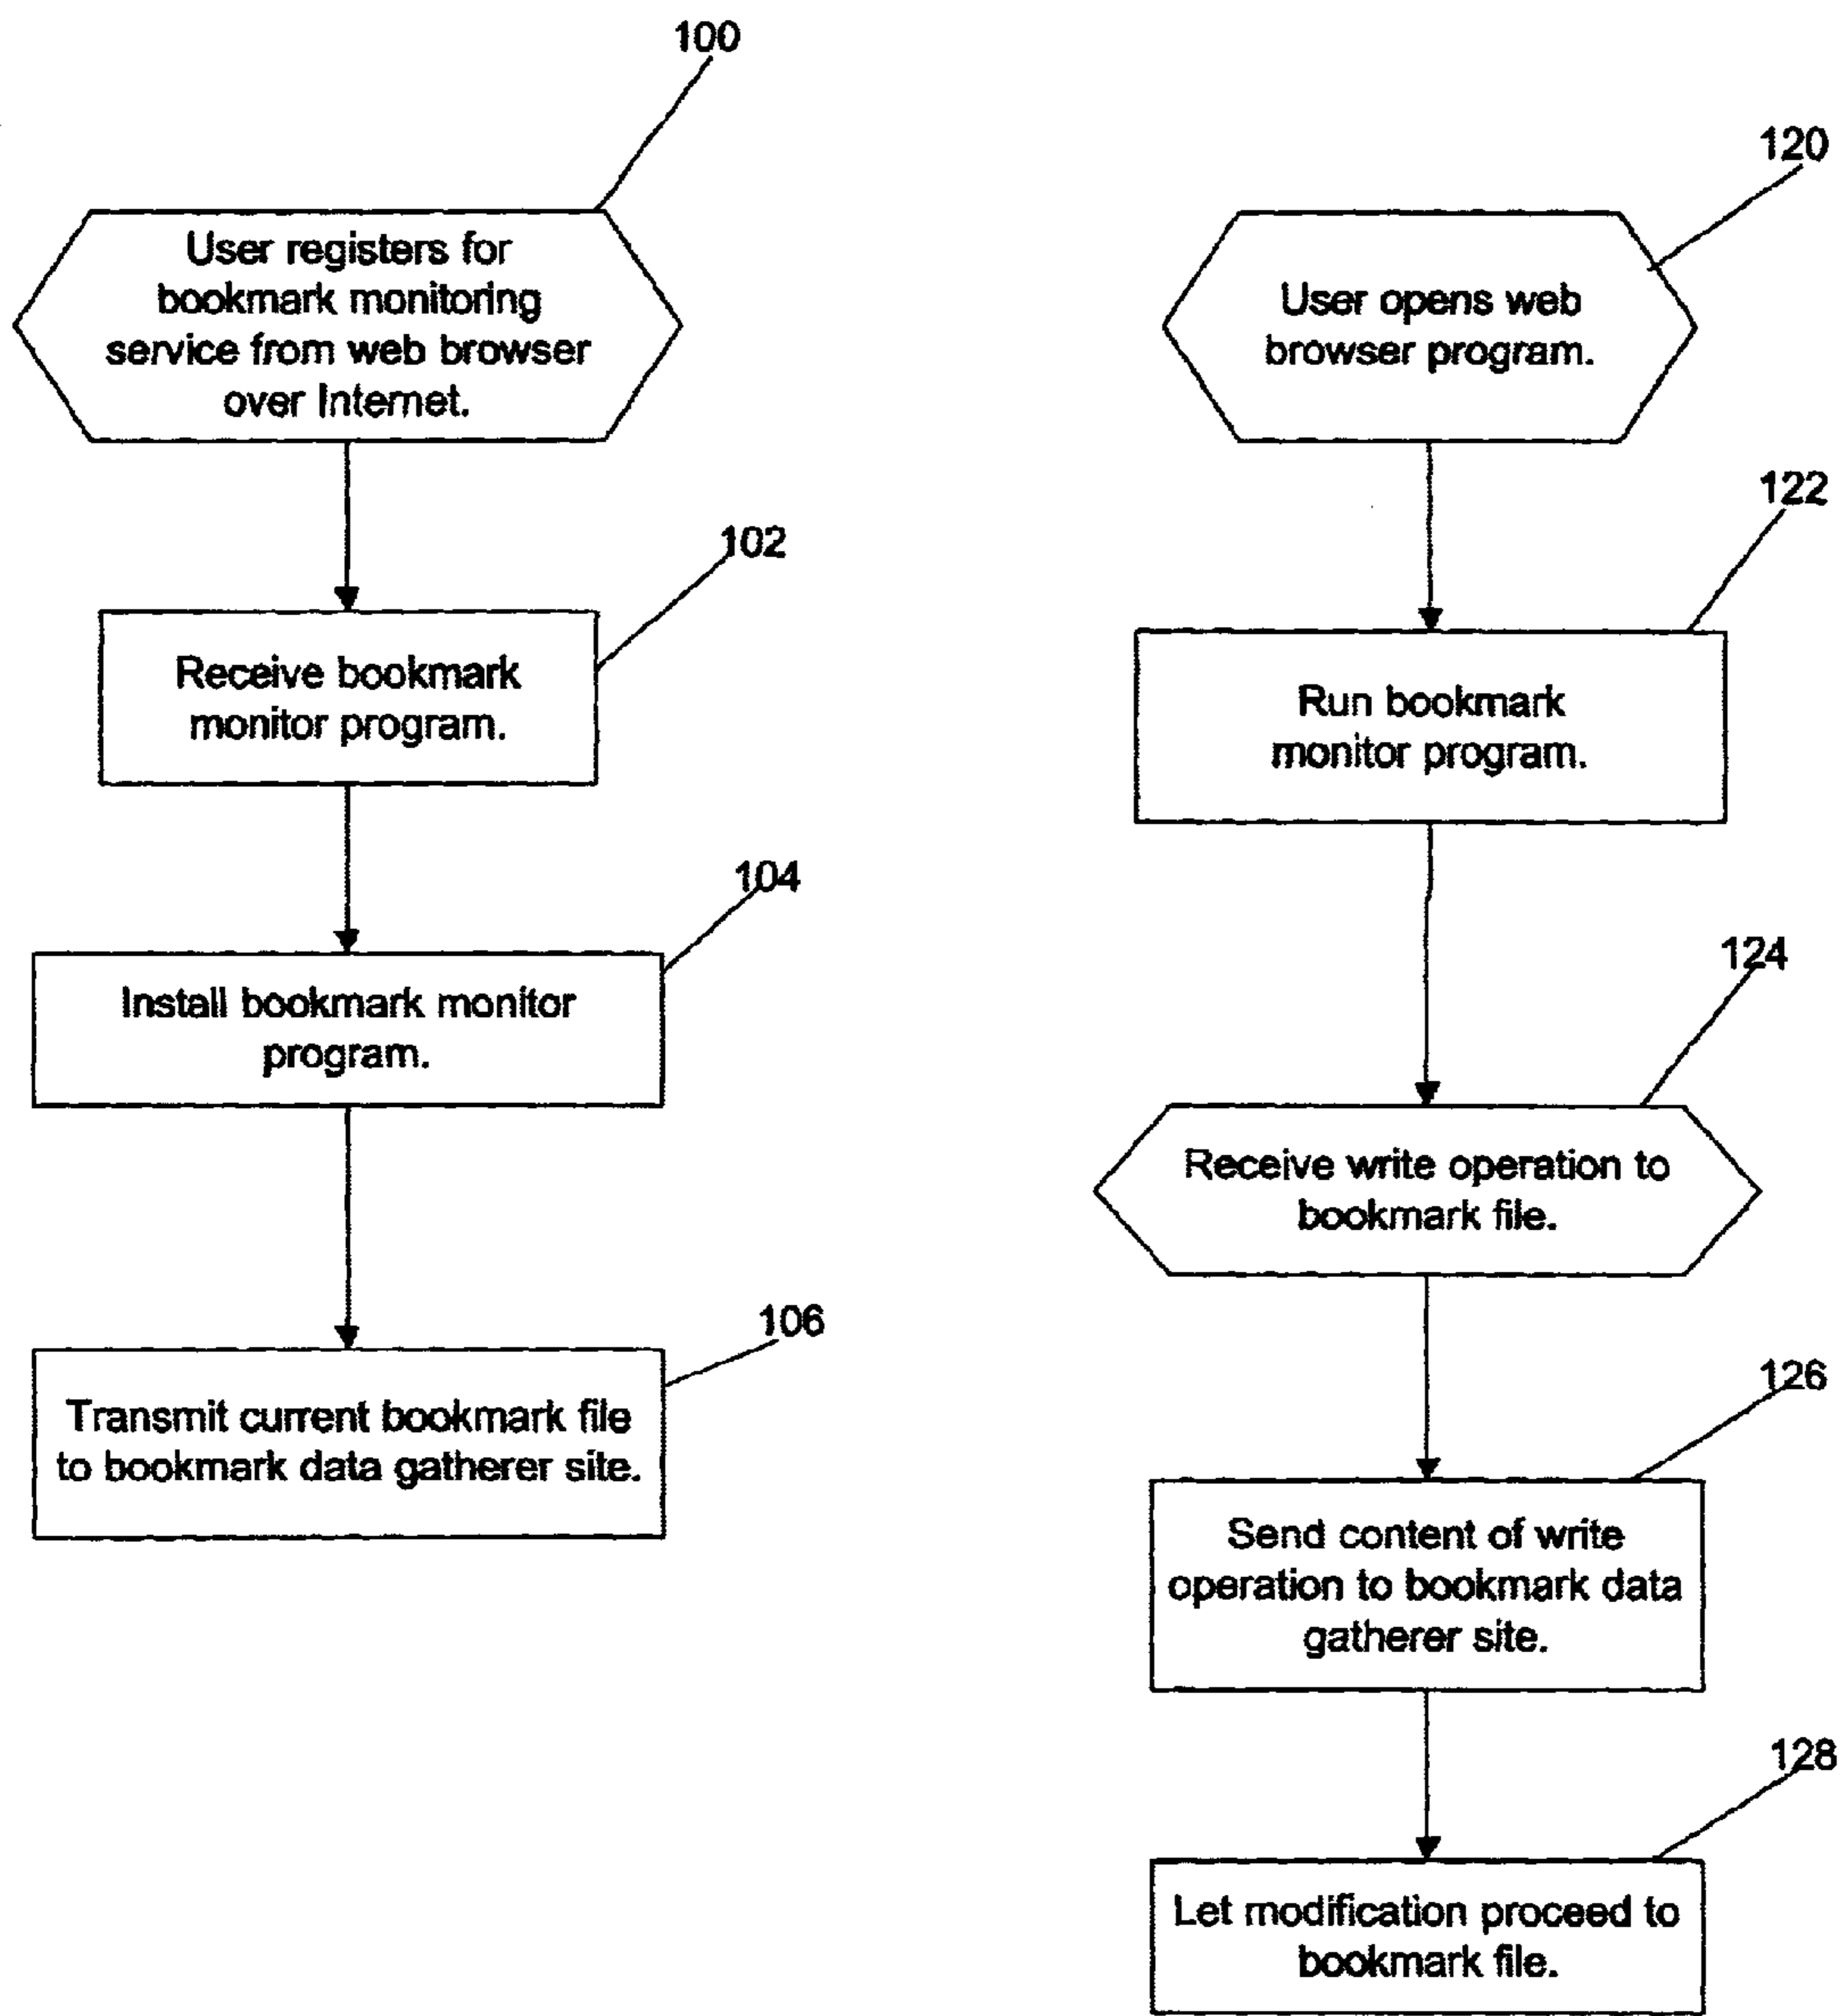 100
User registers for
bookmark monitoring
service from web browser
over Internet.
102
Receive bookmark
monitor program.
104
Install bookmark monitor
program.
106
Transmit current bookmark file
to bookmark data gatherer site.
120
User opens web
browser program.
122
Run bookmark
monitor program.
124
Receive write operation to
bookmark file.
126
Send content of write
operation to bookmark data
gatherer site.
128
Let modification proceed to
bookmark file.